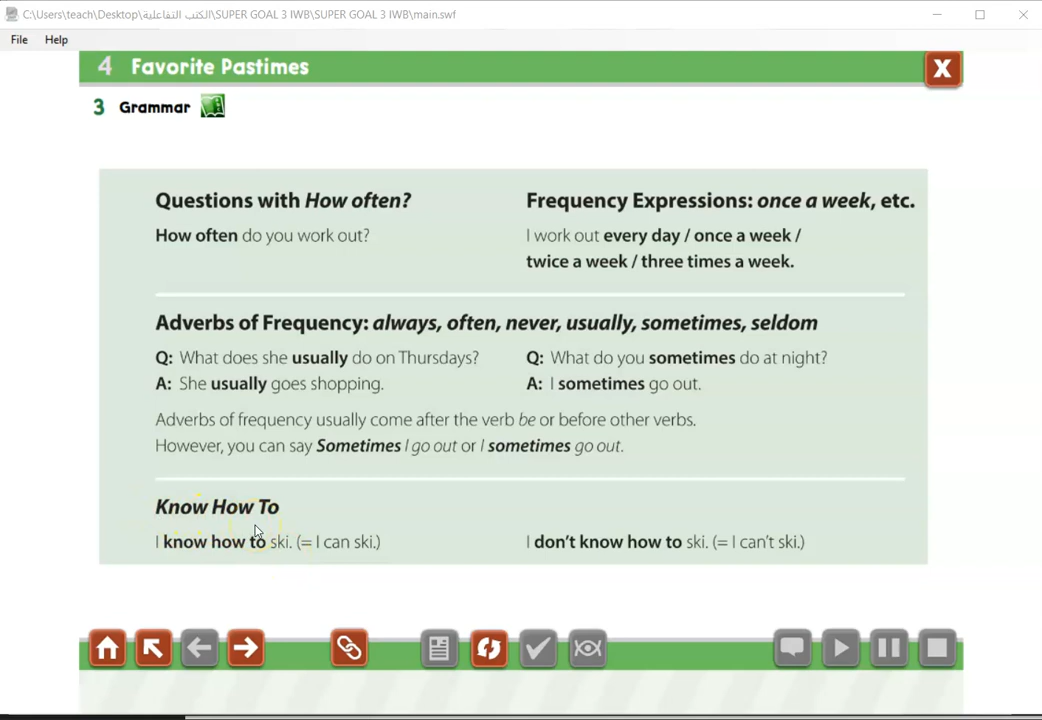 C:\Users\teach\Desktop\الكتب التفاعلية\SUPER GOAL 3 IWB\SUPER GOAL 3 IWB\main.swf
File Help
4 Favorite Pastimes
X
3 Grammar
Questions with How often?
How often do you work out?
Frequency Expressions: once a week, etc.
I work out every day / once a week /
twice a week / three times a week.
Adverbs of Frequency: always, often, never, usually, sometimes, seldom
Q: What does she usually do on Thursdays?
A: She usually goes shopping.
Q: What do you sometimes do at night?
A: I sometimes go out.
Adverbs of frequency usually come after the verb be or before other verbs.
However, you can say Sometimes I go out or I sometimes go out.
Know How To
I know how to ski. (= I can ski.)
I don't know how to ski. (= I can't ski.)